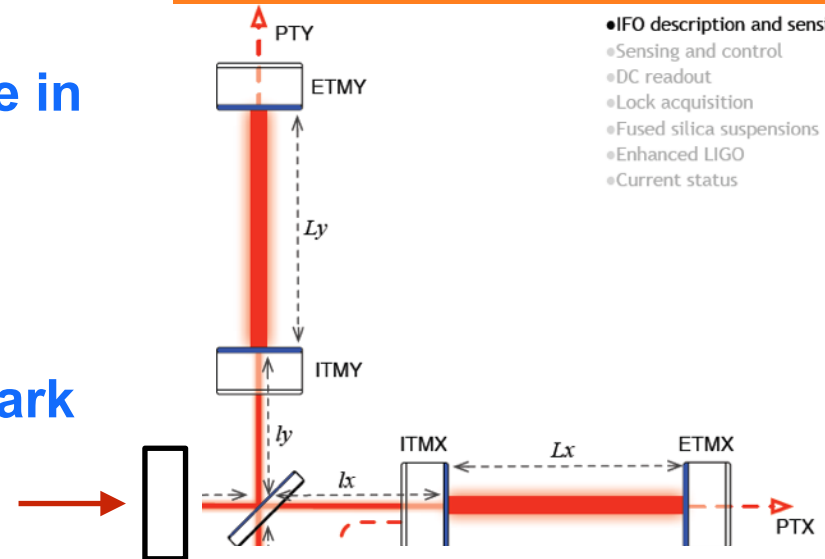 PTY
●IFO description and sensi
●Sensing and control
●DC readout
●Lock acquisition
●Fused silica suspensions
●Enhanced LIGO
●Current status
e in
ETMY
Ly
ITMY
ark
ly
ITMX
Lx
ETMX
lx
PTX